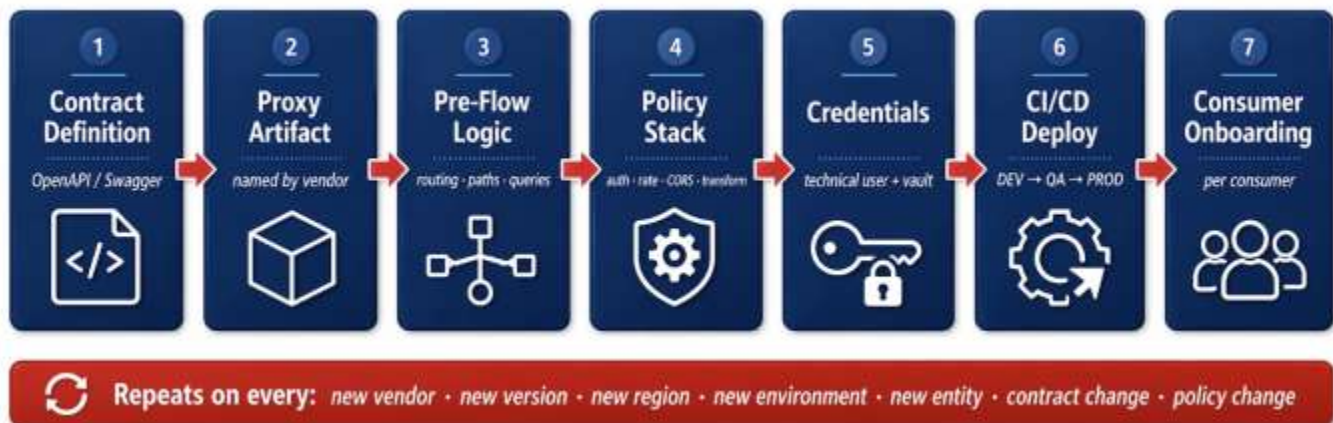 1
Contract
Definition
OpenAPI / Swagger
</>
2
Proxy
Artifact
named by vendor
3
Pre-Flow
Logic
routing · paths · queries
4
Policy
Stack
auth · rate · CORS · transform
5
Credentials
technical user + vault
6
CI/CD
Deploy
DEV → QA → PROD
7
Consumer
Onboarding
per consumer
Repeats on every: new vendor · new version · new region · new environment · new entity · contract change · policy change